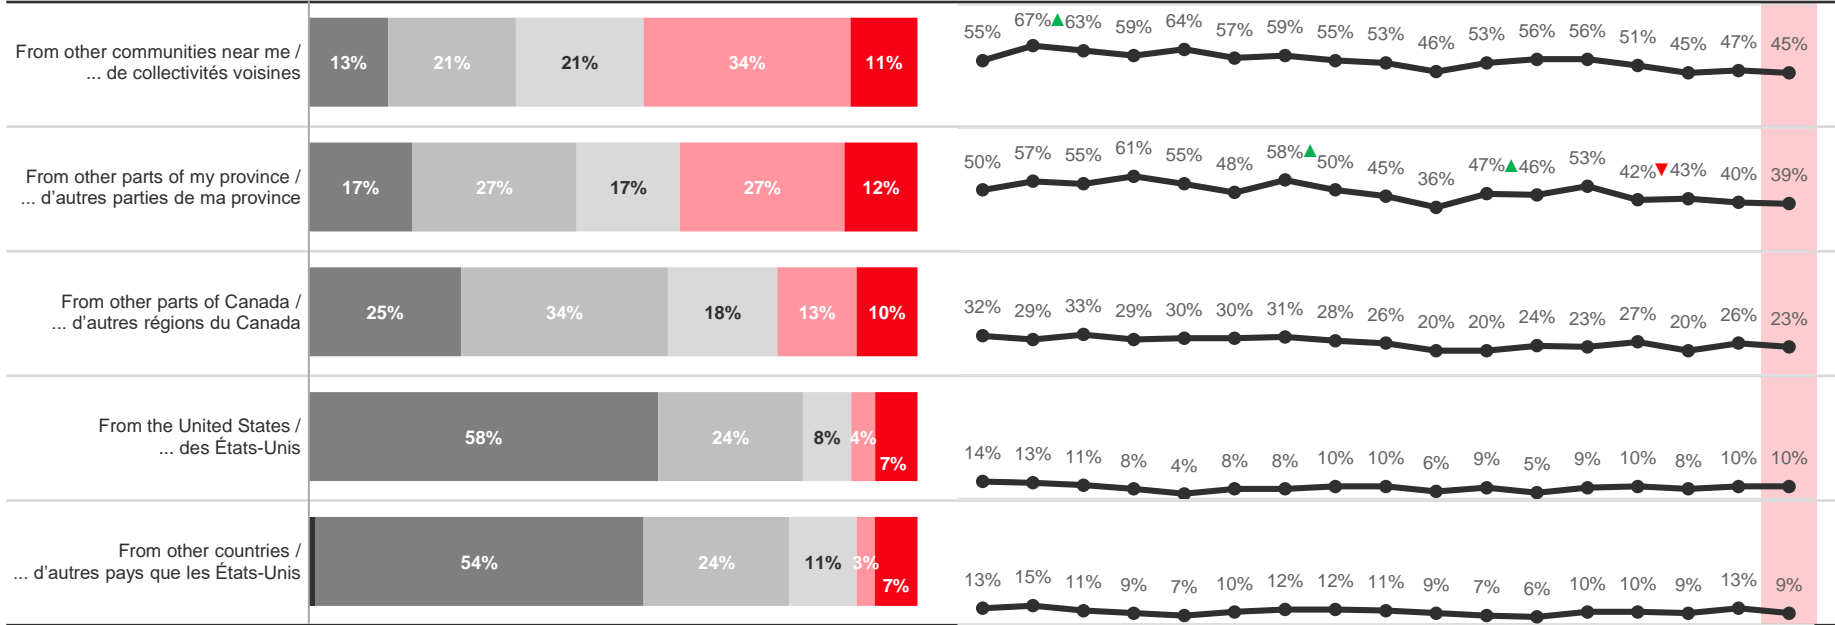 From other communities near me /
... de collectivités voisines
13% 21% 21% 34% 11%
55% 67% 63% 59% 64% 57% 59% 55% 53% 46% 53% 56% 56% 51% 45% 47% 45%
From other parts of my province /
... d'autres parties de ma province
17% 27% 17% 27% 12%
50% 57% 55% 61% 55% 48% 58% 50% 45% 36% 47% 46% 53% 42% 43% 40% 39%
From other parts of Canada /
... d'autres régions du Canada
25% 34% 18% 13% 10%
32% 29% 33% 29% 30% 30% 31% 28% 26% 20% 20% 24% 23% 27% 20% 26% 23%
From the United States /
... des États-Unis
58% 24% 8% 4% 7%
14% 13% 11% 8% 4% 8% 8% 10% 10% 6% 9% 5% 9% 10% 8% 10% 10%
From other countries /
... d'autres pays que les États-Unis
54% 24% 11% 3% 7%
13% 15% 11% 9% 7% 10% 12% 12% 11% 9% 7% 6% 10% 10% 9% 13% 9%